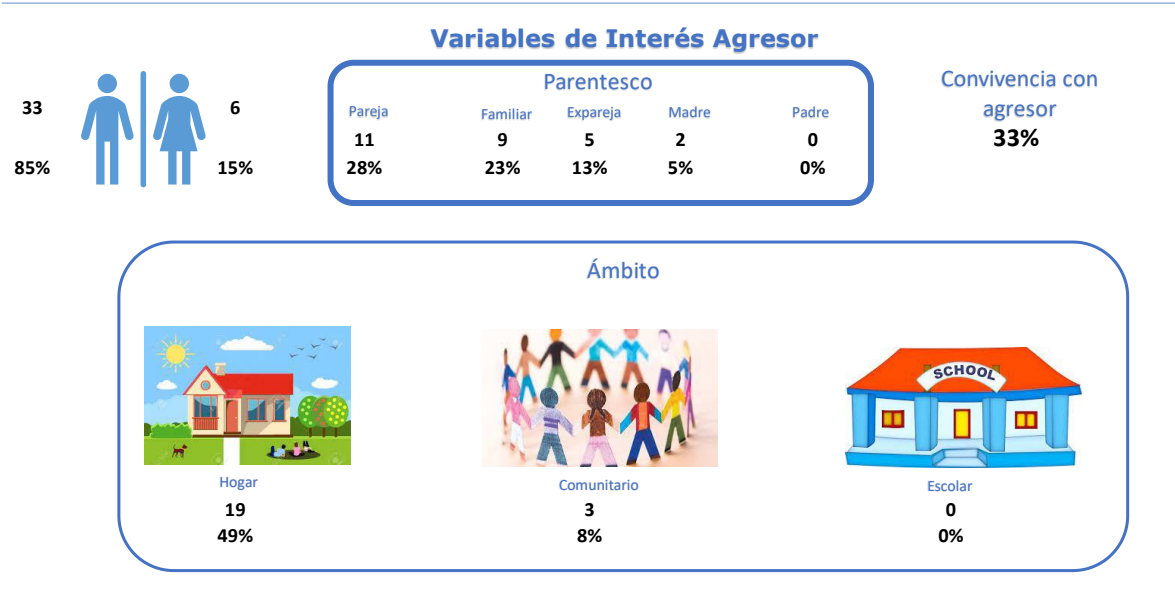 Variables de Interés Agresor
33
6
85%
15%
Parentesco
Pareja Familiar Expareja Madre Padre
11 9 5 2 0
28% 23% 13% 5% 0%
Convivencia con
agresor
33%
Ámbito
SCHOOL
Hogar Comunitario Escolar
19 3 0
49% 8% 0%